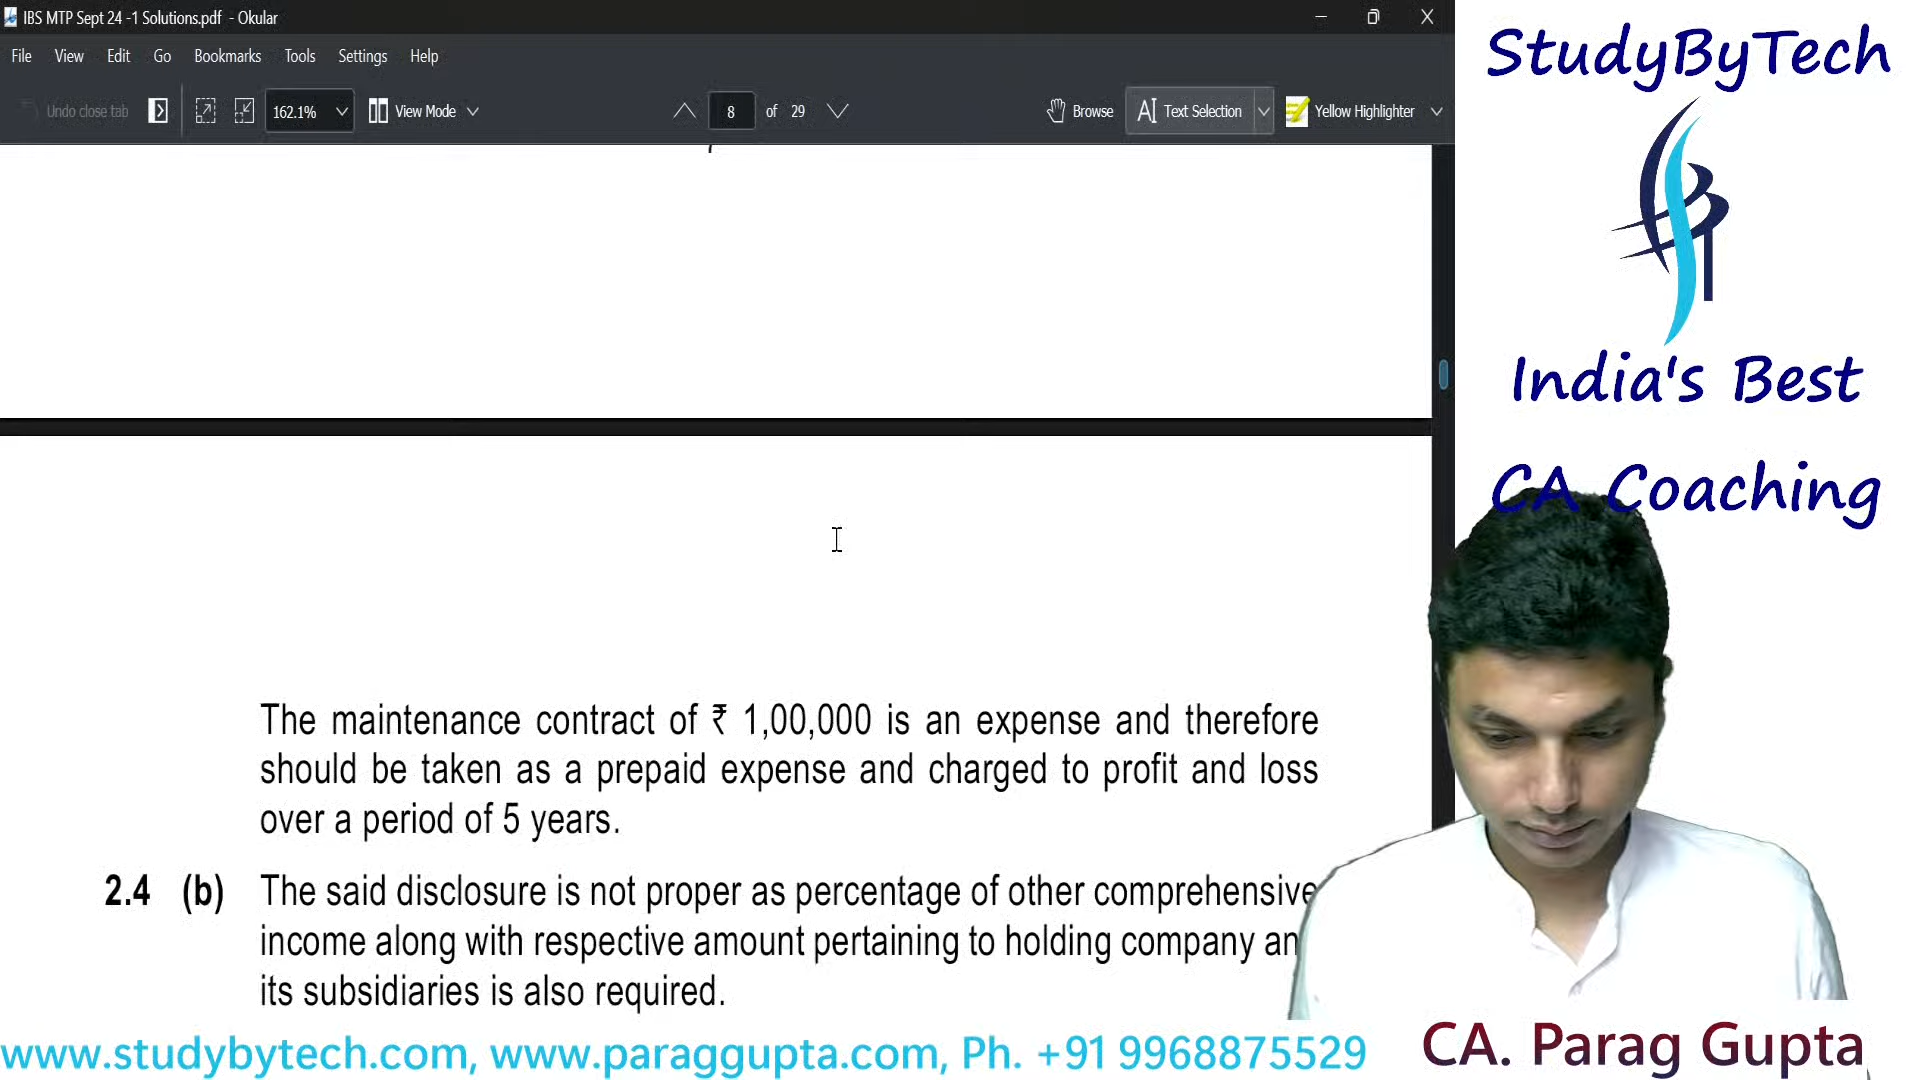 IBS MTP Sept 24 -1 Solutions.pdf - Okular
File View Edit Go Bookmarks Tools Settings Help
Undo close tab 162.1% View Mode 8 of 29 Browse Text Selection Yellow Highlighter
StudyByTech
India's Best
CA Coaching
The maintenance contract of ₹ 1,00,000 is an expense and therefore
should be taken as a prepaid expense and charged to profit and loss
over a period of 5 years.
2.4 (b) The said disclosure is not proper as percentage of other comprehensive
income along with respective amount pertaining to holding company an
its subsidiaries is also required.
www.studybytech.com, www.paraggupta.com, Ph. +91 9968875529
CA. Parag Gupta